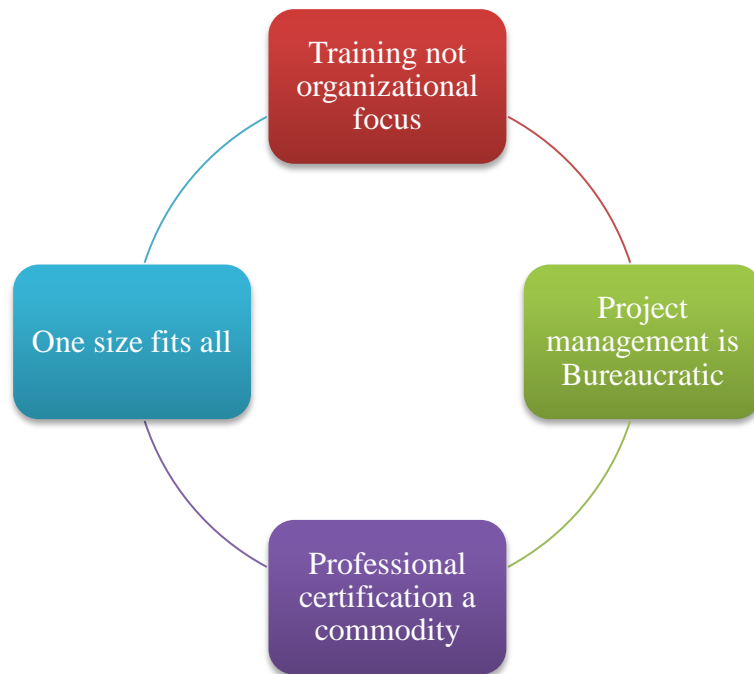 Training not
organizational
focus
Project
management is
Bureaucratic
Professional
certification a
commodity
One size fits all